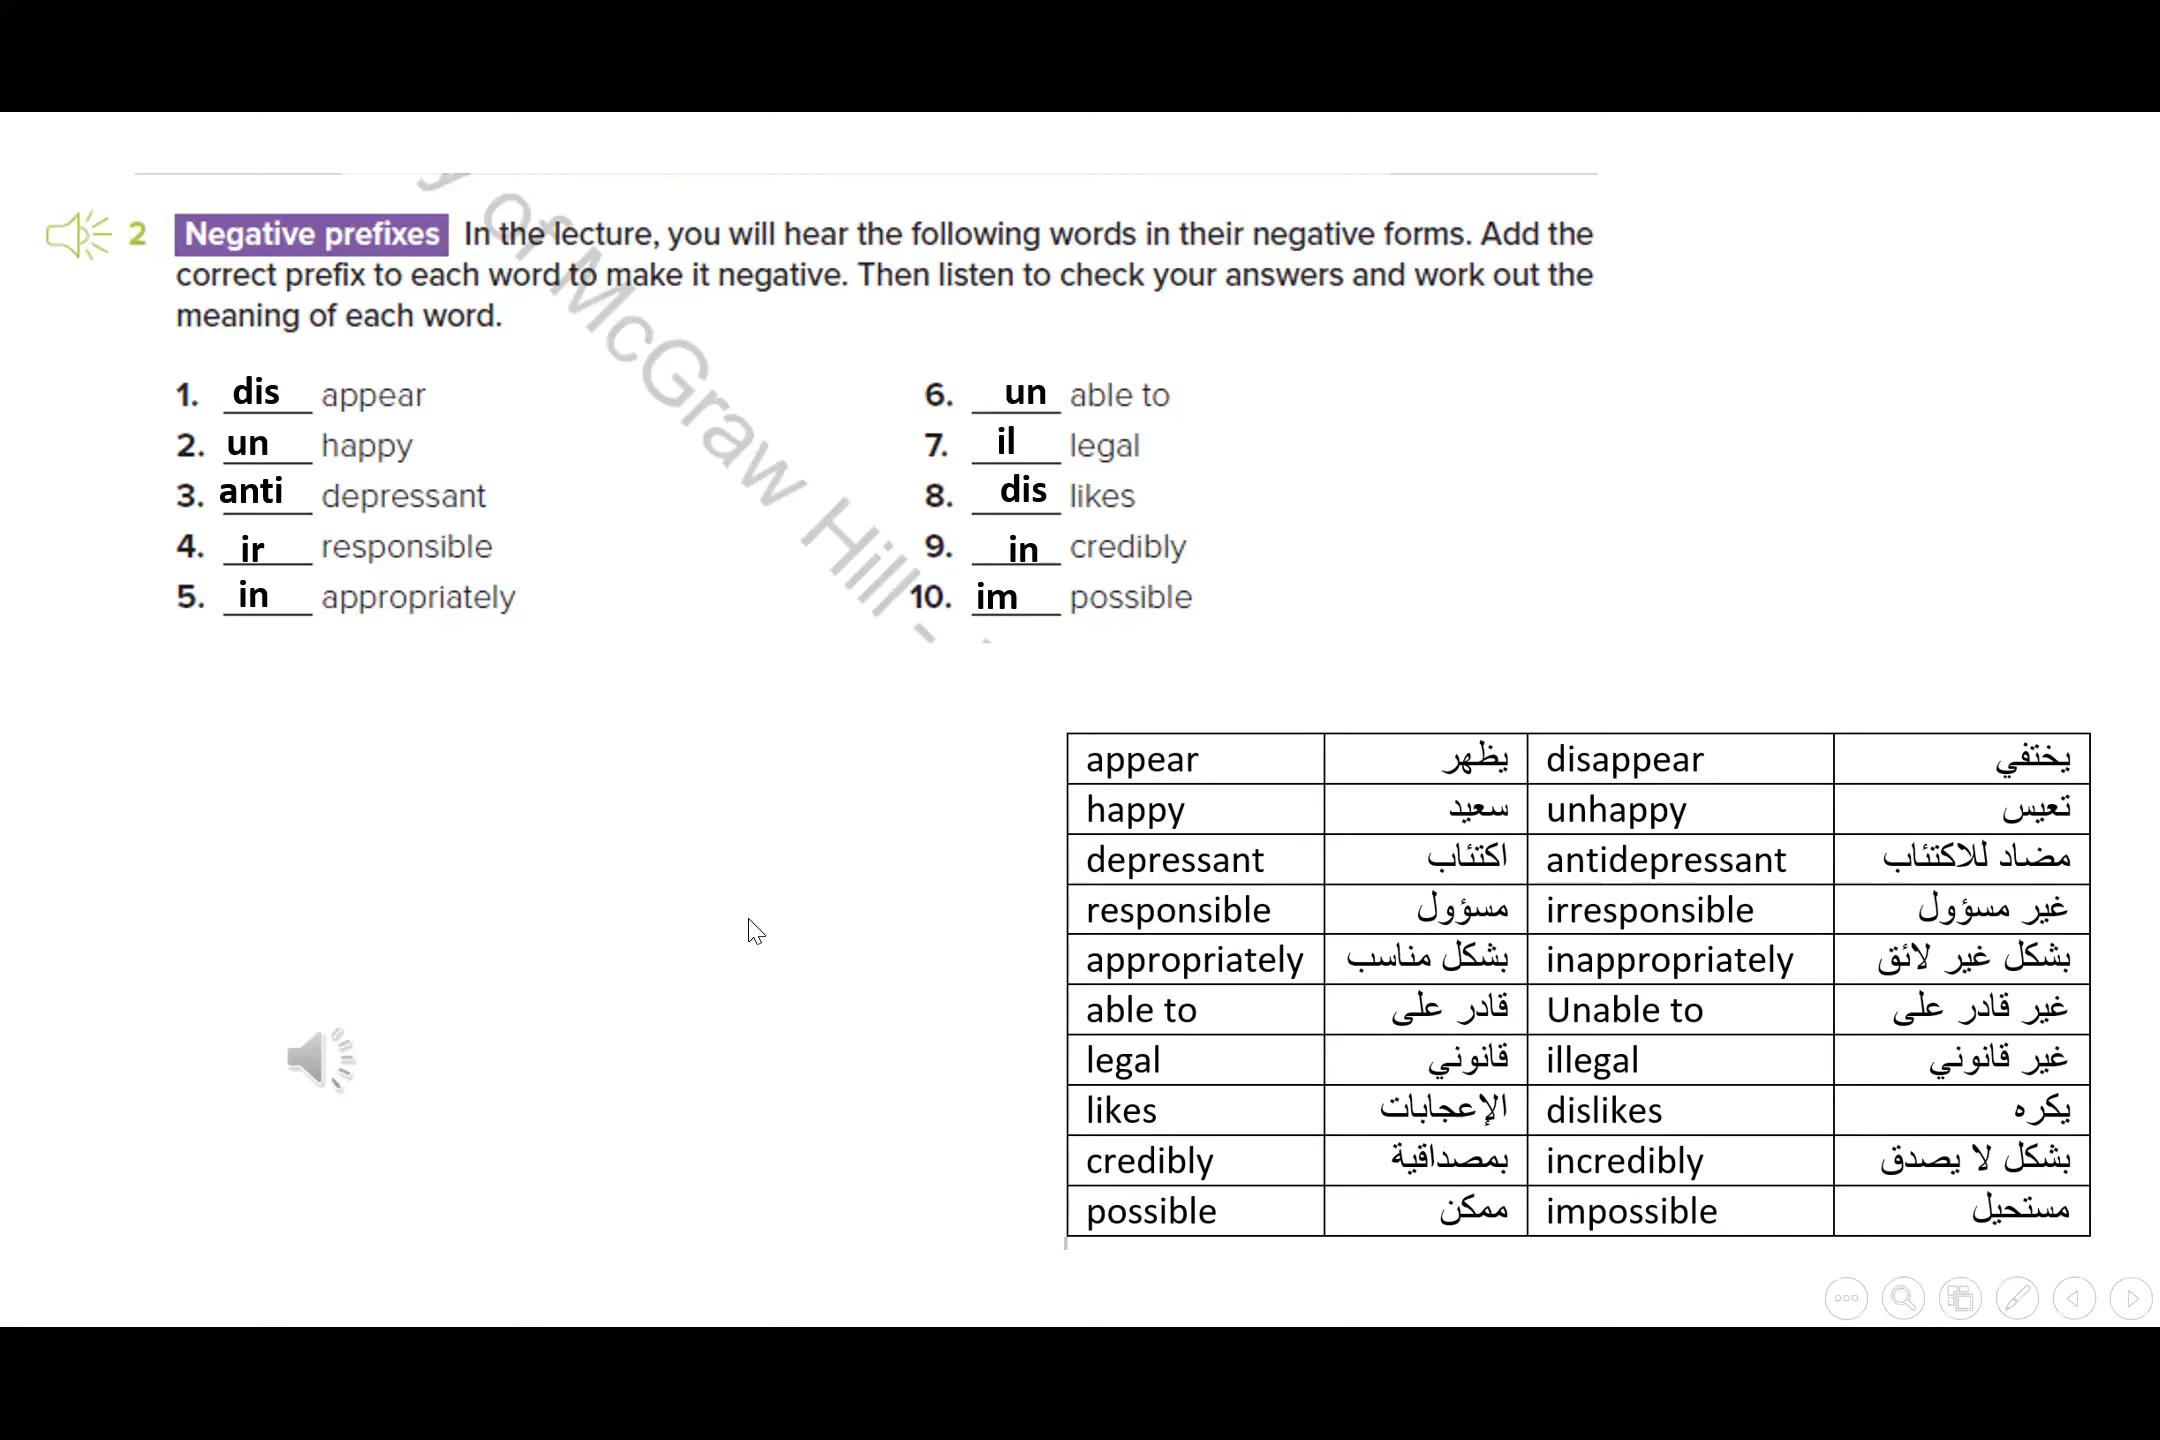 y of McGraw Hill -
2 Negative prefixes In the lecture, you will hear the following words in their negative forms. Add the
correct prefix to each word to make it negative. Then listen to check your answers and work out the
meaning of each word.
1. dis appear
2. un happy
3. anti depressant
4. ir responsible
5. in appropriately
6. un able to
7. il legal
8. dis likes
9. in credibly
10. im possible
appear يظهر disappear يختفي
happy سعيد unhappy تعيس
depressant اكتئاب antidepressant مضاد للاكتئاب
responsible مسؤول irresponsible غير مسؤول
appropriately بشكل مناسب inappropriately بشكل غير لائق
able to قادر على Unable to غير قادر على
legal قانوني illegal غير قانوني
likes الإعجابات dislikes يكره
credibly بمصداقية incredibly بشكل لا يصدق
possible ممكن impossible مستحيل